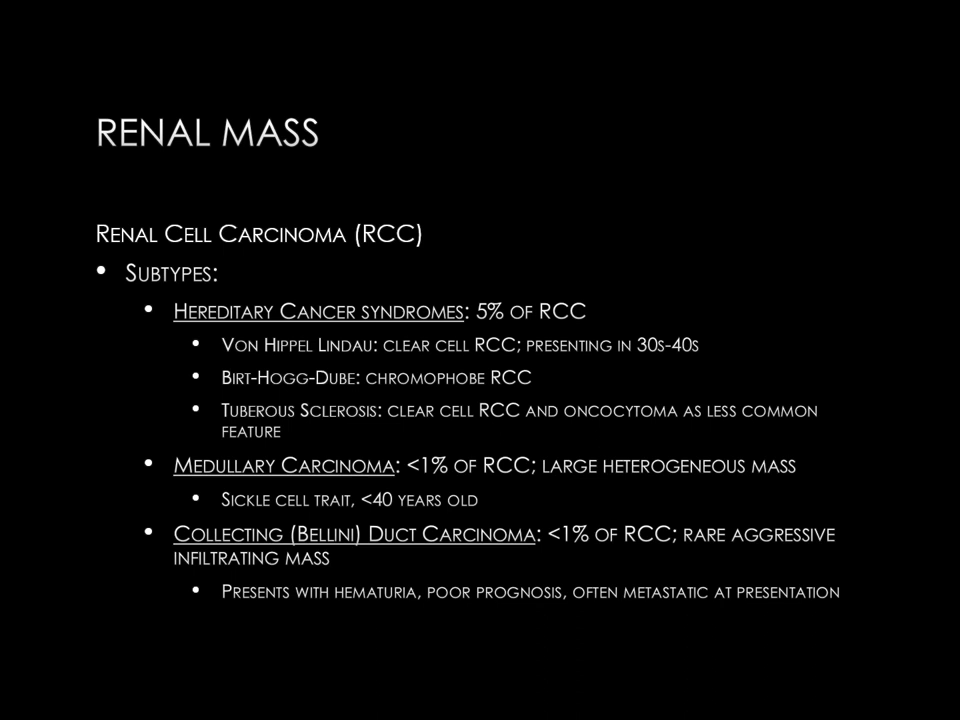 RENAL MASS
RENAL CELL CARCINOMA (RCC)
• SUBTYPES:
• HEREDITARY CANCER SYNDROMES: 5% OF RCC
• VON HIPPEL LINDAU: CLEAR CELL RCC; PRESENTING IN 30S-40S
• BIRT-HOGG-DUBE: CHROMOPHOBE RCC
• TUBEROUS SCLEROSIS: CLEAR CELL RCC AND ONCOCYTOMA AS LESS COMMON
FEATURE
• MEDULLARY CARCINOMA: <1% OF RCC; LARGE HETEROGENEOUS MASS
• SICKLE CELL TRAIT, <40 YEARS OLD
• COLLECTING (BELLINI) DUCT CARCINOMA: <1% OF RCC; RARE AGGRESSIVE
INFILTRATING MASS
• PRESENTS WITH HEMATURIA, POOR PROGNOSIS, OFTEN METASTATIC AT PRESENTATION